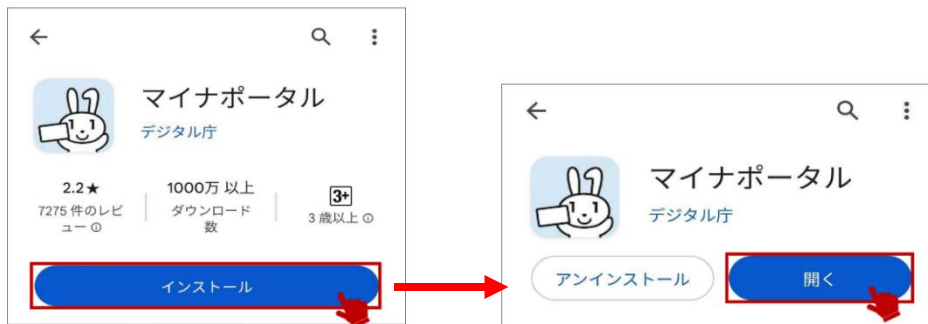 マイナポータル
デジタル庁
2.2★
7275 件のレビ
ュー
1000万 以上
ダウンロード
数
3+
3 歳以上
インストール
マイナポータル
デジタル庁
アンインストール
開く